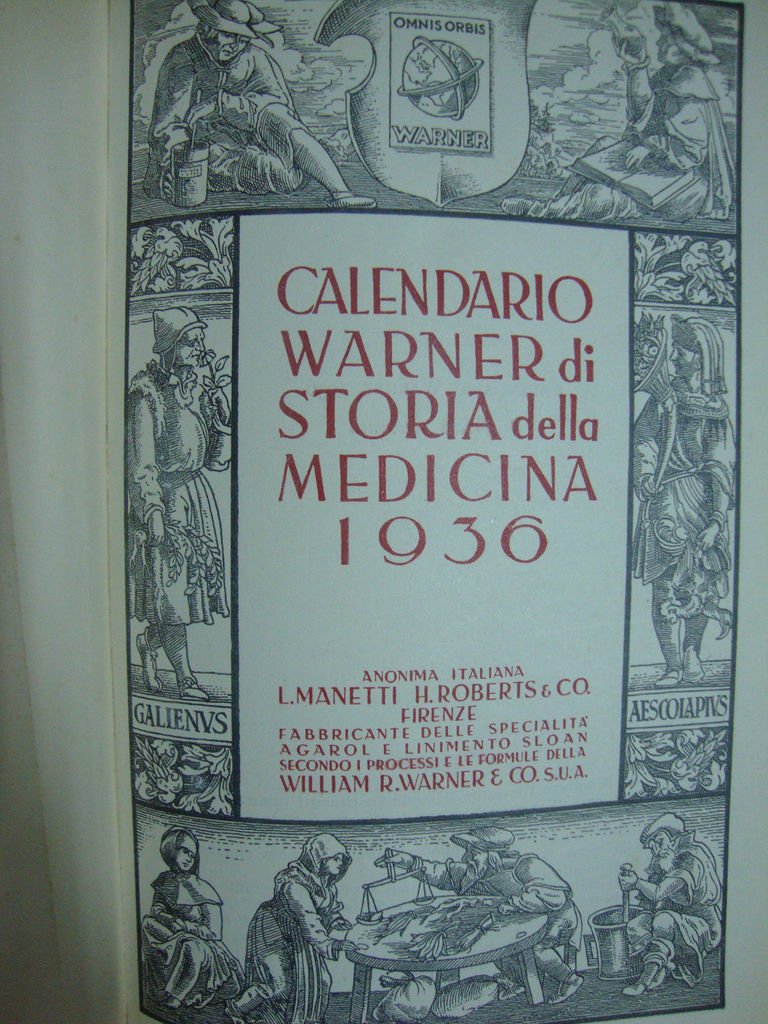 OMNIS ORBIS
WARNER
CALENDARIO
WARNER di
STORIA della
MEDICINA
1936
ANONIMA ITALIANA
L. MANETTI H. ROBERTS & CO.
FIRENZE
FABBRICANTE DELLE SPECIALITÀ
AGAROL E LINIMENTO SLOAN
SECONDO I PROCESSI E LE FORMULE DELLA
WILLIAM R. WARNER & CO. S.U.A.
GALIENVS
AESCOLAPIVS